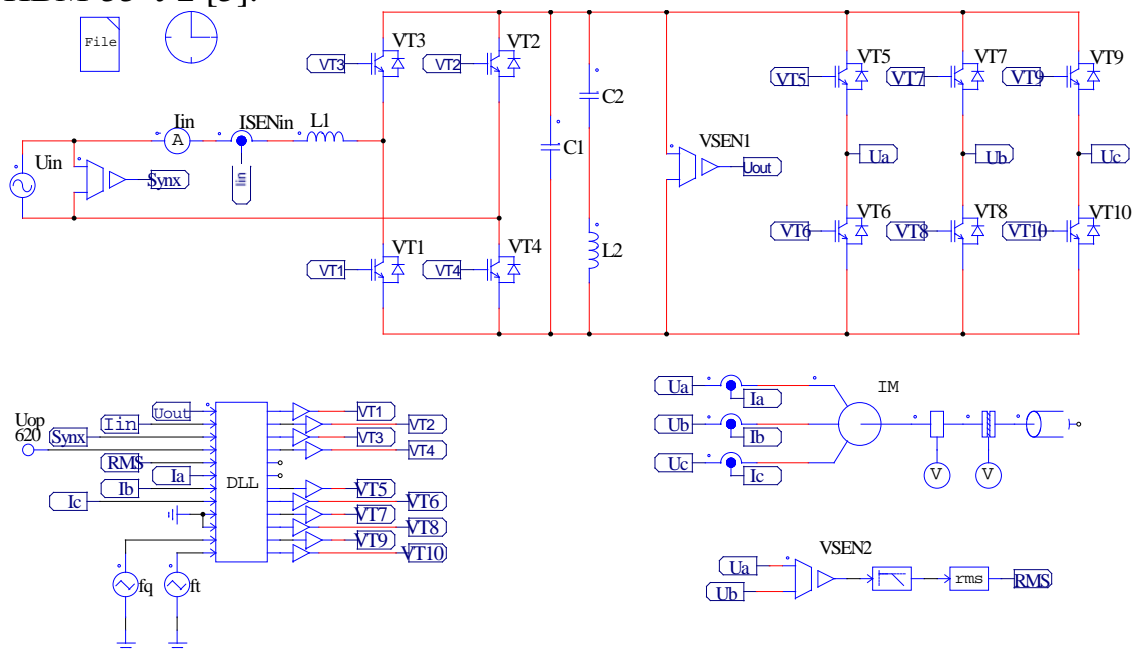 File
VT3
VT2
VT5
VT7
VT9
VT3
VT2
VT5
VT7
VT9
C2
Iin
ISENin
L1
A
C1
VSEN1
Uin
Synx
Iin
Uout
Ua
Ub
Uc
VT6
VT8
VT10
VT6
VT8
VT10
VT1
VT4
L2
VT1
VT4
Uop
620
Uout
Iin
Synx
RMS
Ia
Ib
Ic
DLL
VT1
VT2
VT3
VT4
VT5
VT6
VT7
VT8
VT9
VT10
fq
ft
Ua
Ia
Ub
Ib
Uc
Ic
IM
V
V
VSEN2
Ua
Ub
rms
RMS